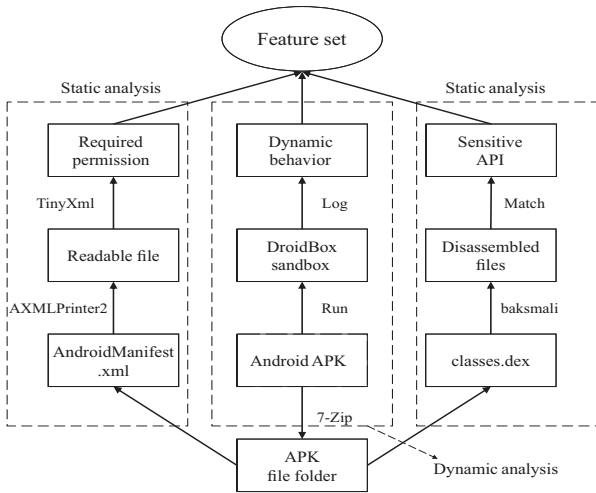 Feature set
Static analysis
Static analysis
Required
permission
Dynamic
behavior
Sensitive
API
TinyXml
Log
Match
Readable file
DroidBox
sandbox
Disassembled
files
AXMLPrinter2
Run
baksmali
AndroidManifest
.xml
Android APK
classes.dex
7-Zip
APK
file folder
Dynamic analysis